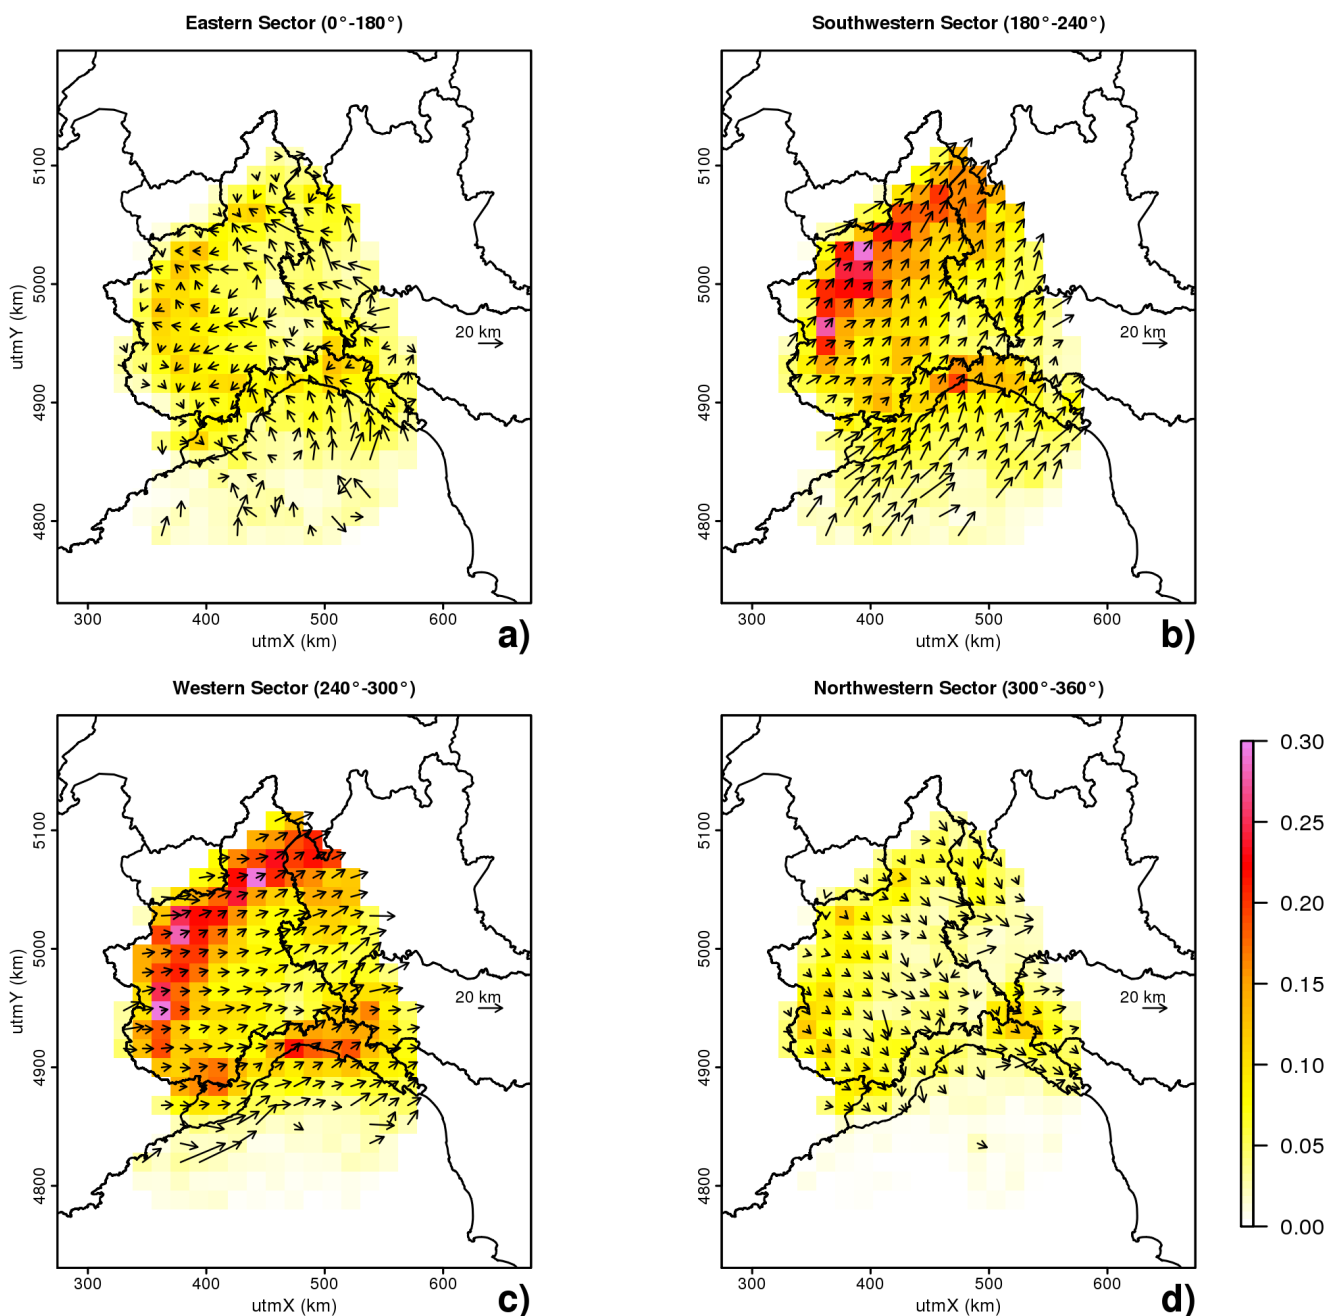 Eastern Sector (0°-180°)
Southwestern Sector (180°-240°)
utmY (km)
5100
5000
4900
4800
20 km
300
400
500
600
utmX (km)
a)
5100
5000
4900
4800
20 km
300
400
500
600
utmX (km)
b)
Western Sector (240°-300°)
Northwestern Sector (300°-360°)
utmY (km)
5100
5000
4900
4800
20 km
300
400
500
600
utmX (km)
c)
5100
5000
4900
4800
20 km
300
400
500
600
utmX (km)
d)
0.30
0.25
0.20
0.15
0.10
0.05
0.00